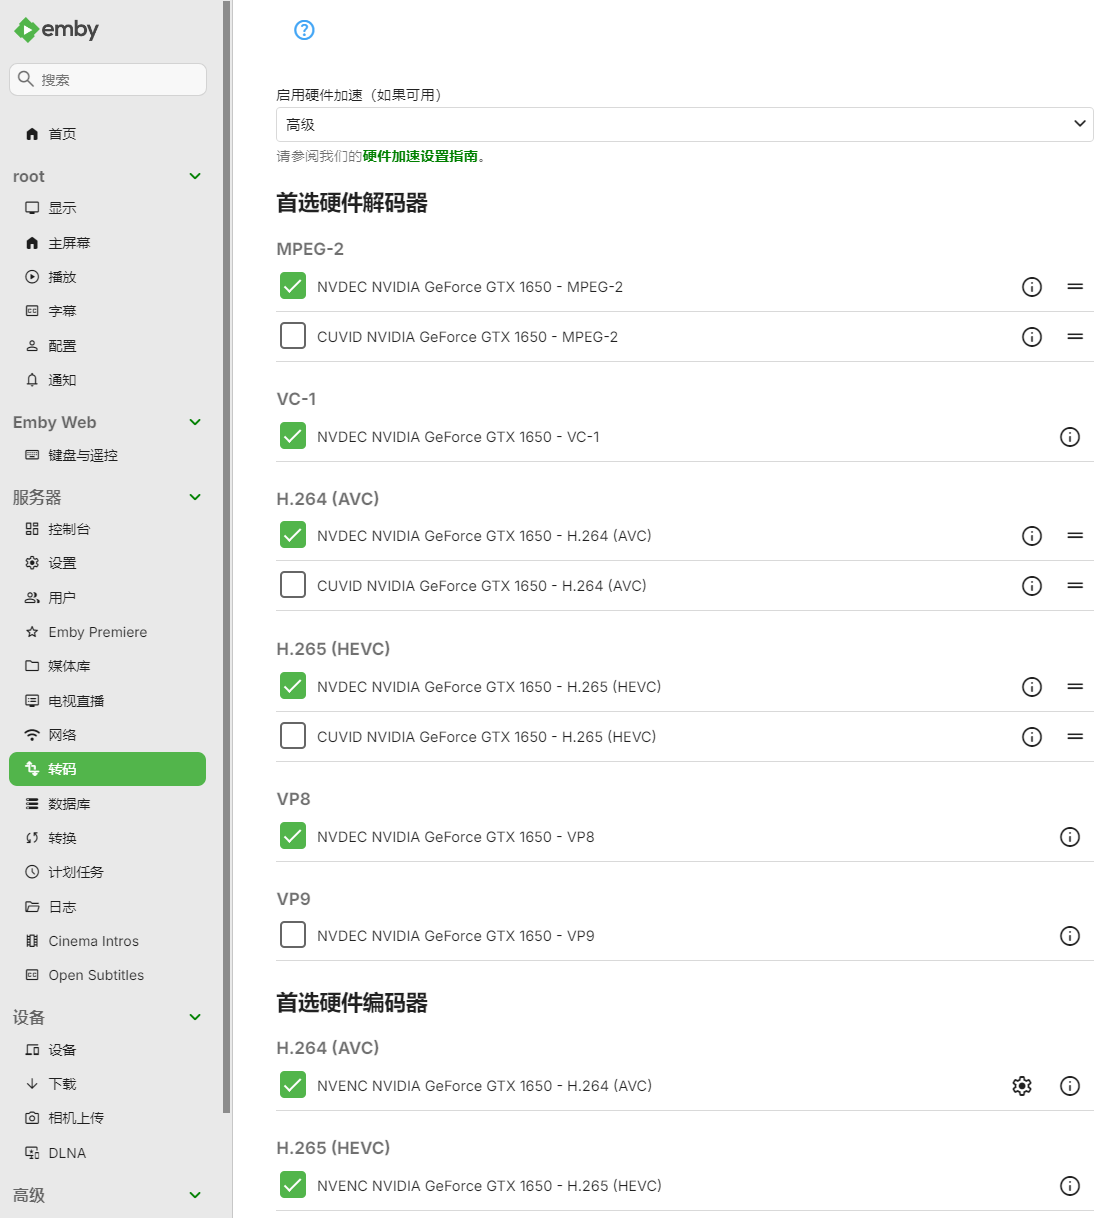 emby
搜索
首页
root
显示
主屏幕
播放
字幕
配置
通知
Emby Web
键盘与遥控
服务器
控制台
设置
用户
Emby Premiere
媒体库
电视直播
网络
转码
数据库
转换
计划任务
日志
Cinema Intros
Open Subtitles
设备
设备
下载
相机上传
DLNA
高级
启用硬件加速（如果可用）
高级
请参阅我们的硬件加速设置指南。
首选硬件解码器
MPEG-2
NVDEC NVIDIA GeForce GTX 1650 - MPEG-2
CUVID NVIDIA GeForce GTX 1650 - MPEG-2
VC-1
NVDEC NVIDIA GeForce GTX 1650 - VC-1
H.264 (AVC)
NVDEC NVIDIA GeForce GTX 1650 - H.264 (AVC)
CUVID NVIDIA GeForce GTX 1650 - H.264 (AVC)
H.265 (HEVC)
NVDEC NVIDIA GeForce GTX 1650 - H.265 (HEVC)
CUVID NVIDIA GeForce GTX 1650 - H.265 (HEVC)
VP8
NVDEC NVIDIA GeForce GTX 1650 - VP8
VP9
NVDEC NVIDIA GeForce GTX 1650 - VP9
首选硬件编码器
H.264 (AVC)
NVENC NVIDIA GeForce GTX 1650 - H.264 (AVC)
H.265 (HEVC)
NVENC NVIDIA GeForce GTX 1650 - H.265 (HEVC)